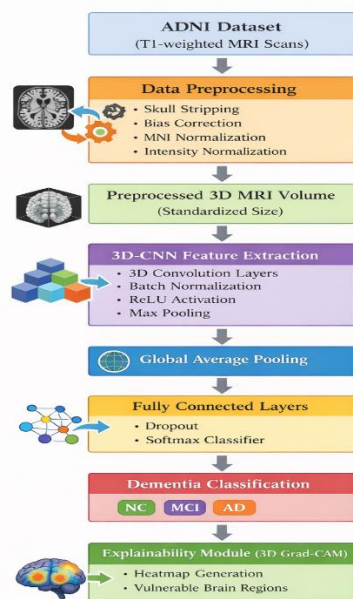 ADNI Dataset
(T1-weighted MRI Scans)
Data Preprocessing
• Skull Stripping
• Bias Correction
• MNI Normalization
• Intensity Normalization
Preprocessed 3D MRI Volume
(Standardized Size)
3D-CNN Feature Extraction
• 3D Convolution Layers
• Batch Normalization
• ReLU Activation
• Max Pooling
Global Average Pooling
Fully Connected Layers
• Dropout
• Softmax Classifier
Dementia Classification
NC MCI AD
Explainability Module (3D Grad-CAM)
• Heatmap Generation
• Vulnerable Brain Regions